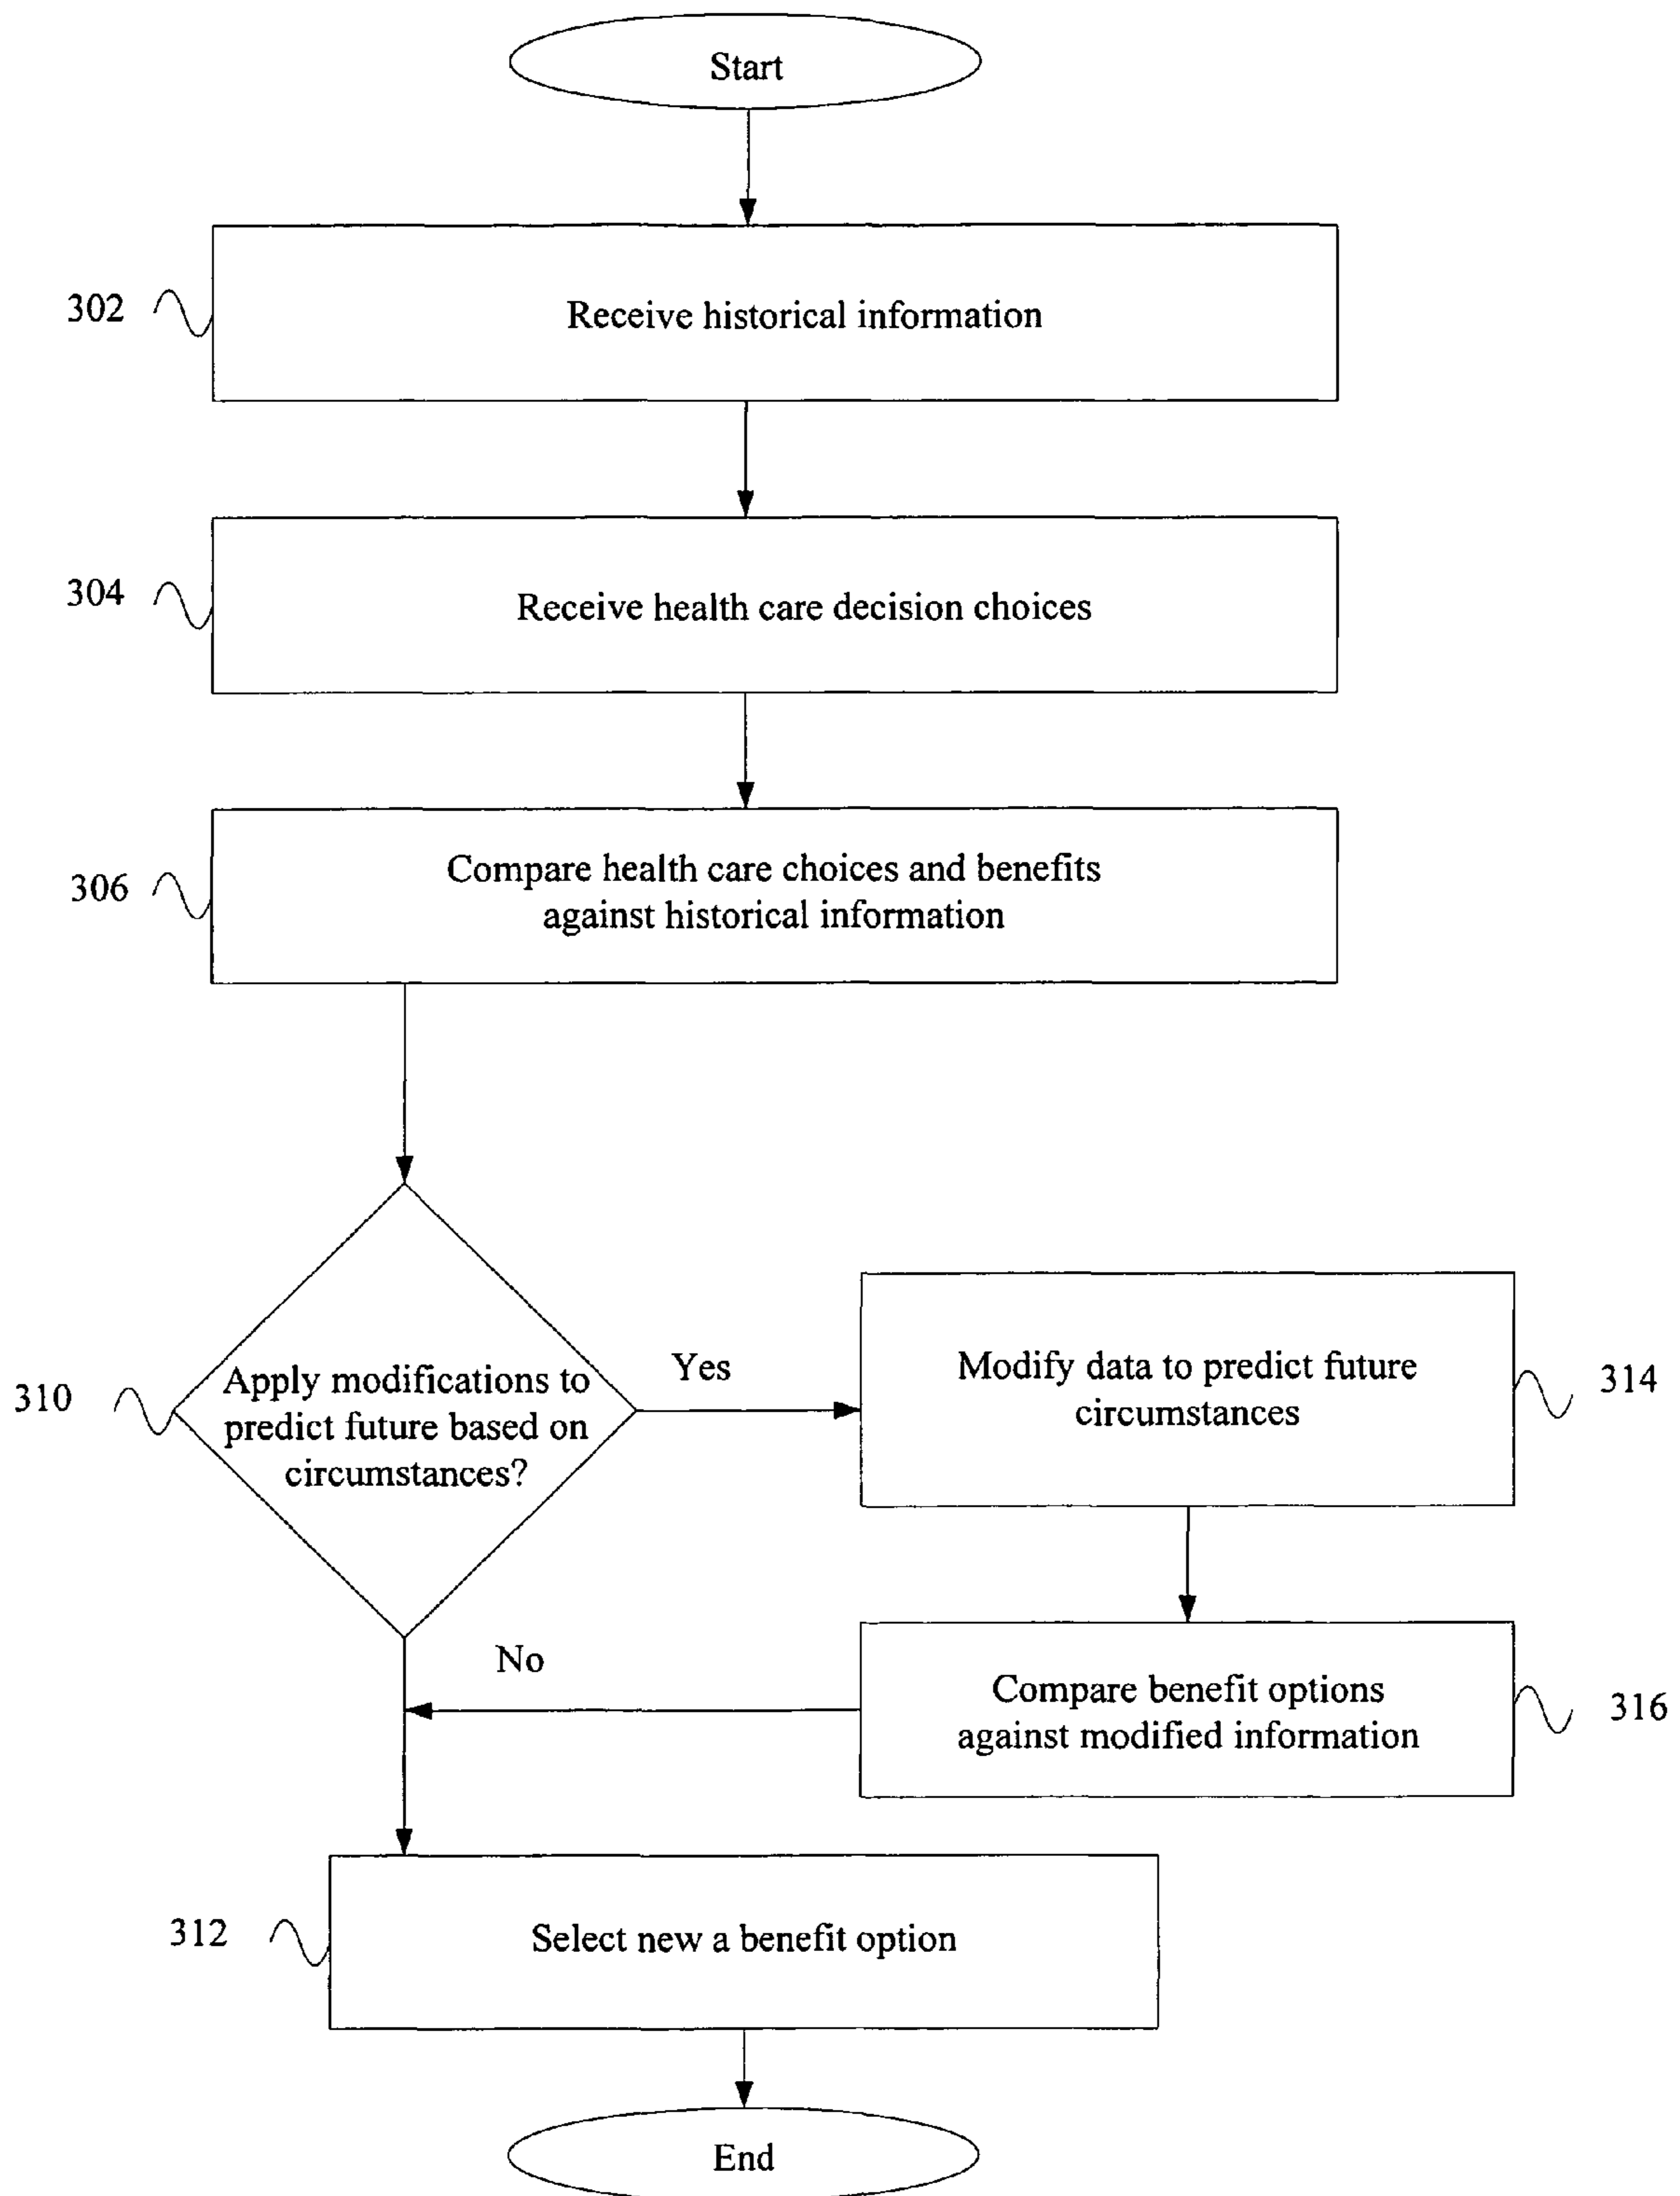 Start
302
Receive historical information
304
Receive health care decision choices
306
Compare health care choices and benefits
against historical information
310
Apply modifications to
predict future based on
circumstances?
Yes
Modify data to predict future
circumstances
314
No
Compare benefit options
against modified information
316
312
Select new a benefit option
End